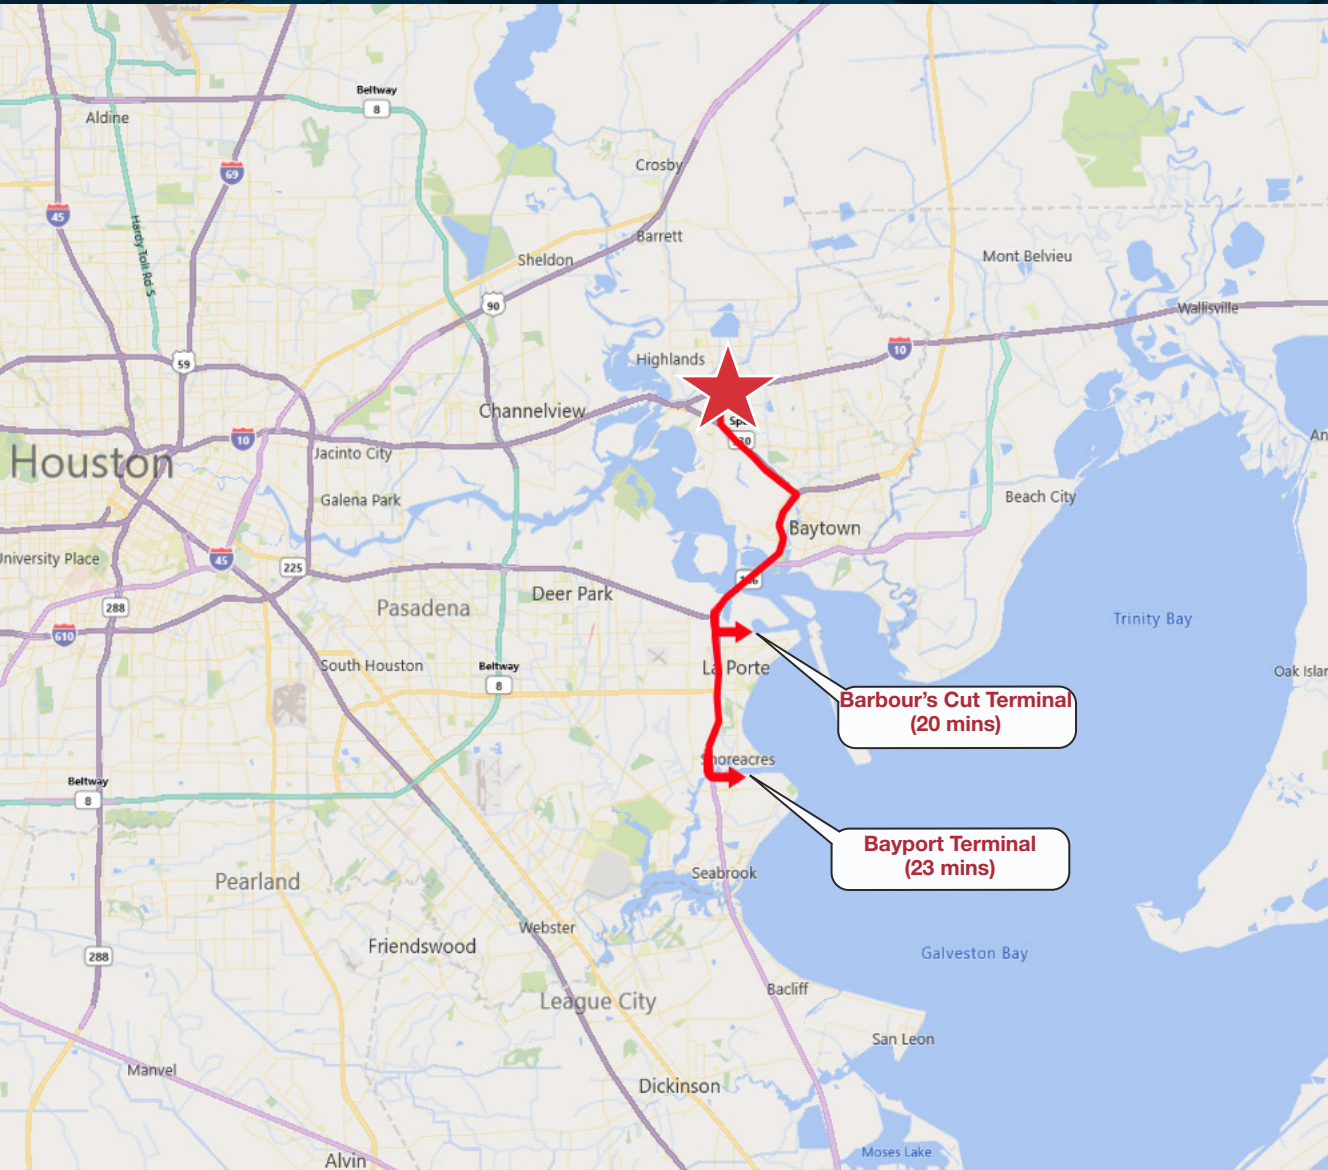 Beltway
8
Aldine
69
Crosby
45
Hardy Toll Rd S
Barrett
Sheldon
Mont Belvieu
90
Wallisville
59
Highlands
10
Channelview
10
Jacinto City
Houston
Galena Park
Beach City
Baytown
University Place
45
225
Deer Park
288
Pasadena
Trinity Bay
610
South Houston
Beltway
8
La Porte
Barbour's Cut Terminal
(20 mins)
Shoreacres
Beltway
8
Bayport Terminal
(23 mins)
Seabrook
Pearland
Webster
Friendswood
288
Galveston Bay
League City
Bacliff
San Leon
Manvel
Dickinson
Alvin
Moses Lake